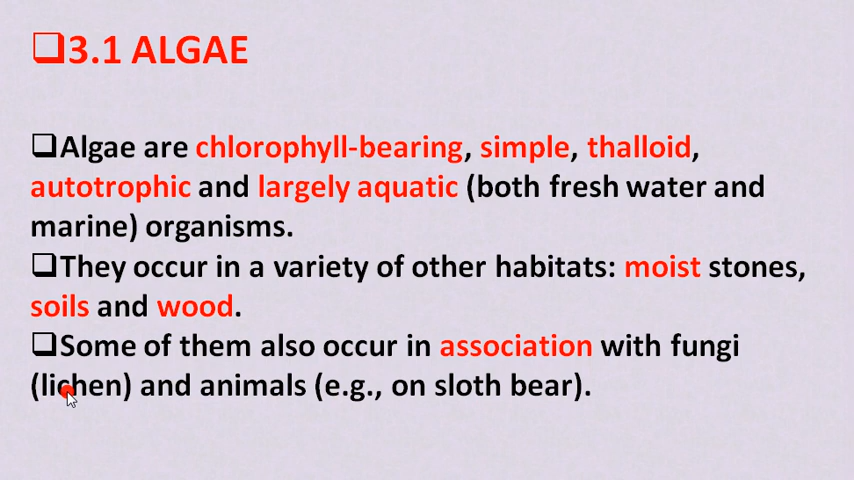 ❑3.1 ALGAE
❑Algae are chlorophyll-bearing, simple, thalloid,
autotrophic and largely aquatic (both fresh water and
marine) organisms.
❑They occur in a variety of other habitats: moist stones,
soils and wood.
❑Some of them also occur in association with fungi
(lichen) and animals (e.g., on sloth bear).